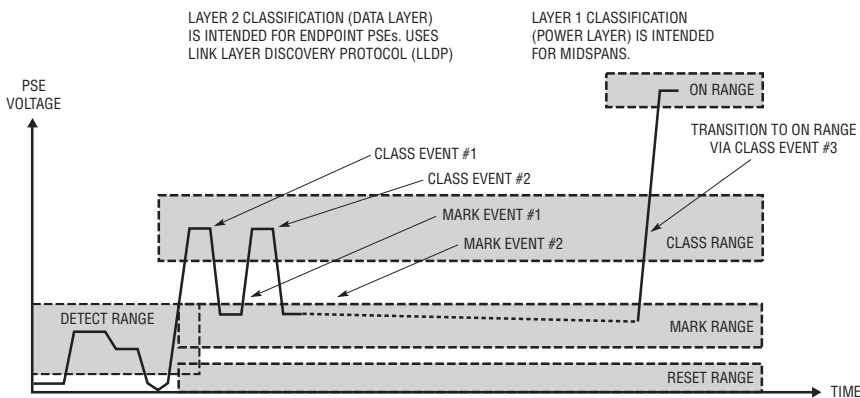 LAYER 2 CLASSIFICATION (DATA LAYER)
IS INTENDED FOR ENDPOINT PSEs. USES
LINK LAYER DISCOVERY PROTOCOL (LLDP)
LAYER 1 CLASSIFICATION
(POWER LAYER) IS INTENDED
FOR MIDSPANS.
PSE
VOLTAGE
ON RANGE
TRANSITION TO ON RANGE
VIA CLASS EVENT #3
CLASS EVENT #1
CLASS EVENT #2
MARK EVENT #1
MARK EVENT #2
CLASS RANGE
DETECT RANGE
MARK RANGE
RESET RANGE
TIME